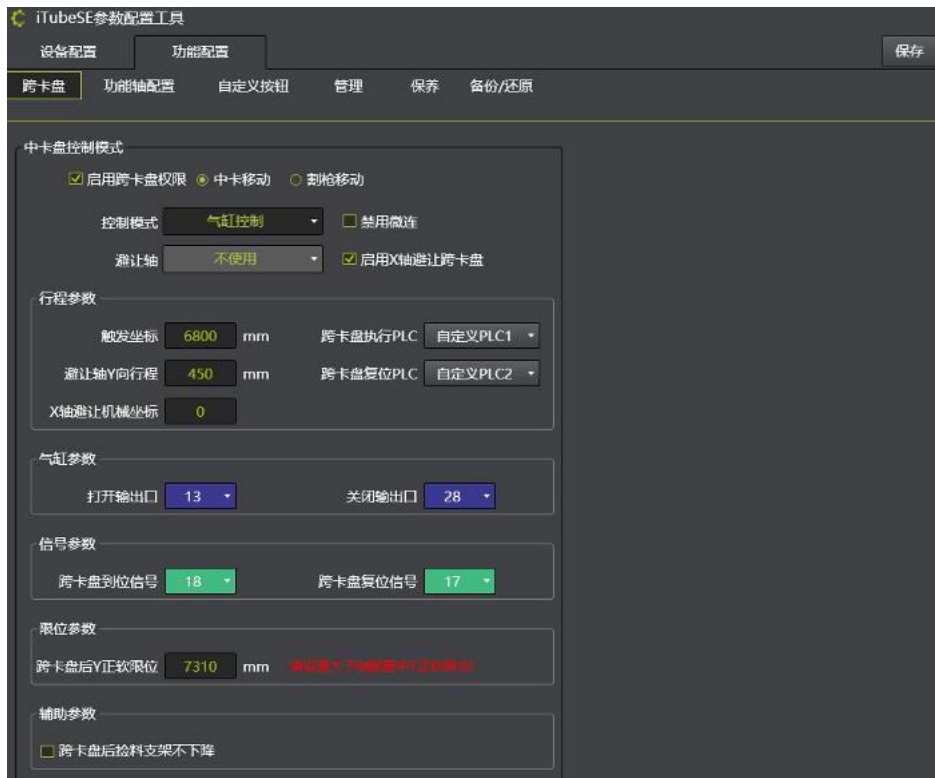 iTubeSE参数配置工具
设备配置 功能配置 保存
跨卡盘 功能轴配置 自定义按钮 管理 保养 备份/还原
中卡盘控制模式
启用跨卡盘权限 中卡移动 割枪移动
控制模式 气缸控制 禁用微连
避让轴 不使用 启用X轴避让跨卡盘
行程参数
触发坐标 6800 mm 跨卡盘执行PLC 自定义PLC1
避让轴Y向行程 450 mm 跨卡盘复位PLC 自定义PLC2
X轴避让机械坐标 0
气缸参数
打开输出口 13 关闭输出口 28
信号参数
跨卡盘到位信号 18 跨卡盘复位信号 17
限位参数
跨卡盘后Y正软限位 7310 mm
辅助参数
跨卡盘后捡料支架不下降